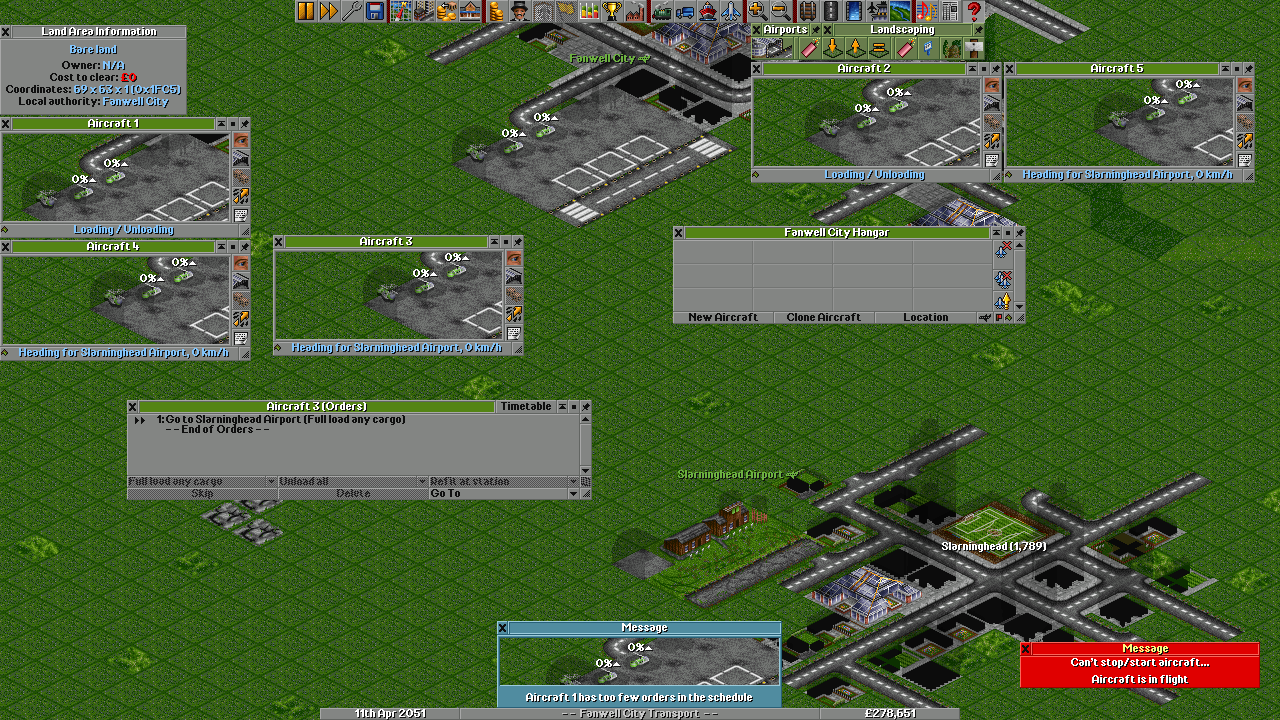 Land Area Information
Bare land
Owner: N/A
Cost to clear: £0
Coordinates: 69 x 63 x 1 (0x1FC5)
Local authority: Fanwell City
Fanwell City
Airports
Landscaping
Aircraft 2
0%
0%
Loading / Unloading
Aircraft 5
0%
0%
Heading for Slarninghead Airport, 0 km/h
Aircraft 1
0%
0%
Loading / Unloading
0%
0%
Aircraft 4
0%
0%
Heading for Slarninghead Airport, 0 km/h
Aircraft 3
0%
0%
Heading for Slarninghead Airport, 0 km/h
Fanwell City Hangar
New Aircraft
Clone Aircraft
Location
Aircraft 3 (Orders)
Timetable
1: Go to Slarninghead Airport (Full load any cargo)
- - End of Orders - -
Full load any cargo
Unload all
Refit at station
Skip
Delete
Go To
Slarninghead Airport
Slarninghead (1,789)
Message
0%
0%
Aircraft 1 has too few orders in the schedule
Message
Can't stop/start aircraft...
Aircraft is in flight
11th Apr 2051
- - Fanwell City Transport - -
£278,651